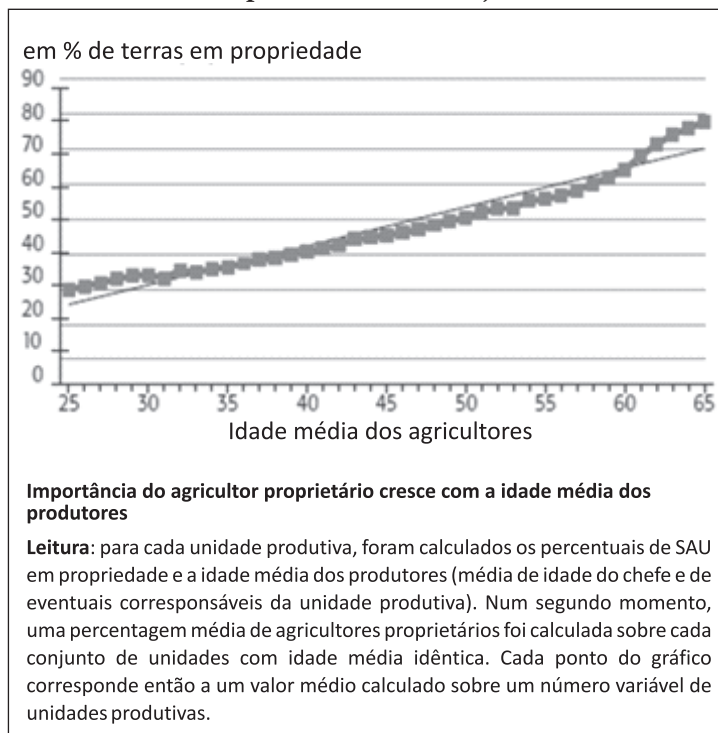 em % de terras em propriedade
90
80
70
60
50
40
30
20
10
0
25 30 35 40 45 50 55 60 65
Idade média dos agricultores
Importância do agricultor proprietário cresce com a idade média dos
produtores
Leitura: para cada unidade produtiva, foram calculados os percentuais de SAU
em propriedade e a idade média dos produtores (média de idade do chefe e de
eventuais corresponsáveis da unidade produtiva). Num segundo momento,
uma percentagem média de agricultores proprietários foi calculada sobre cada
conjunto de unidades com idade média idêntica. Cada ponto do gráfico
corresponde então a um valor médio calculado sobre um número variável de
unidades produtivas.